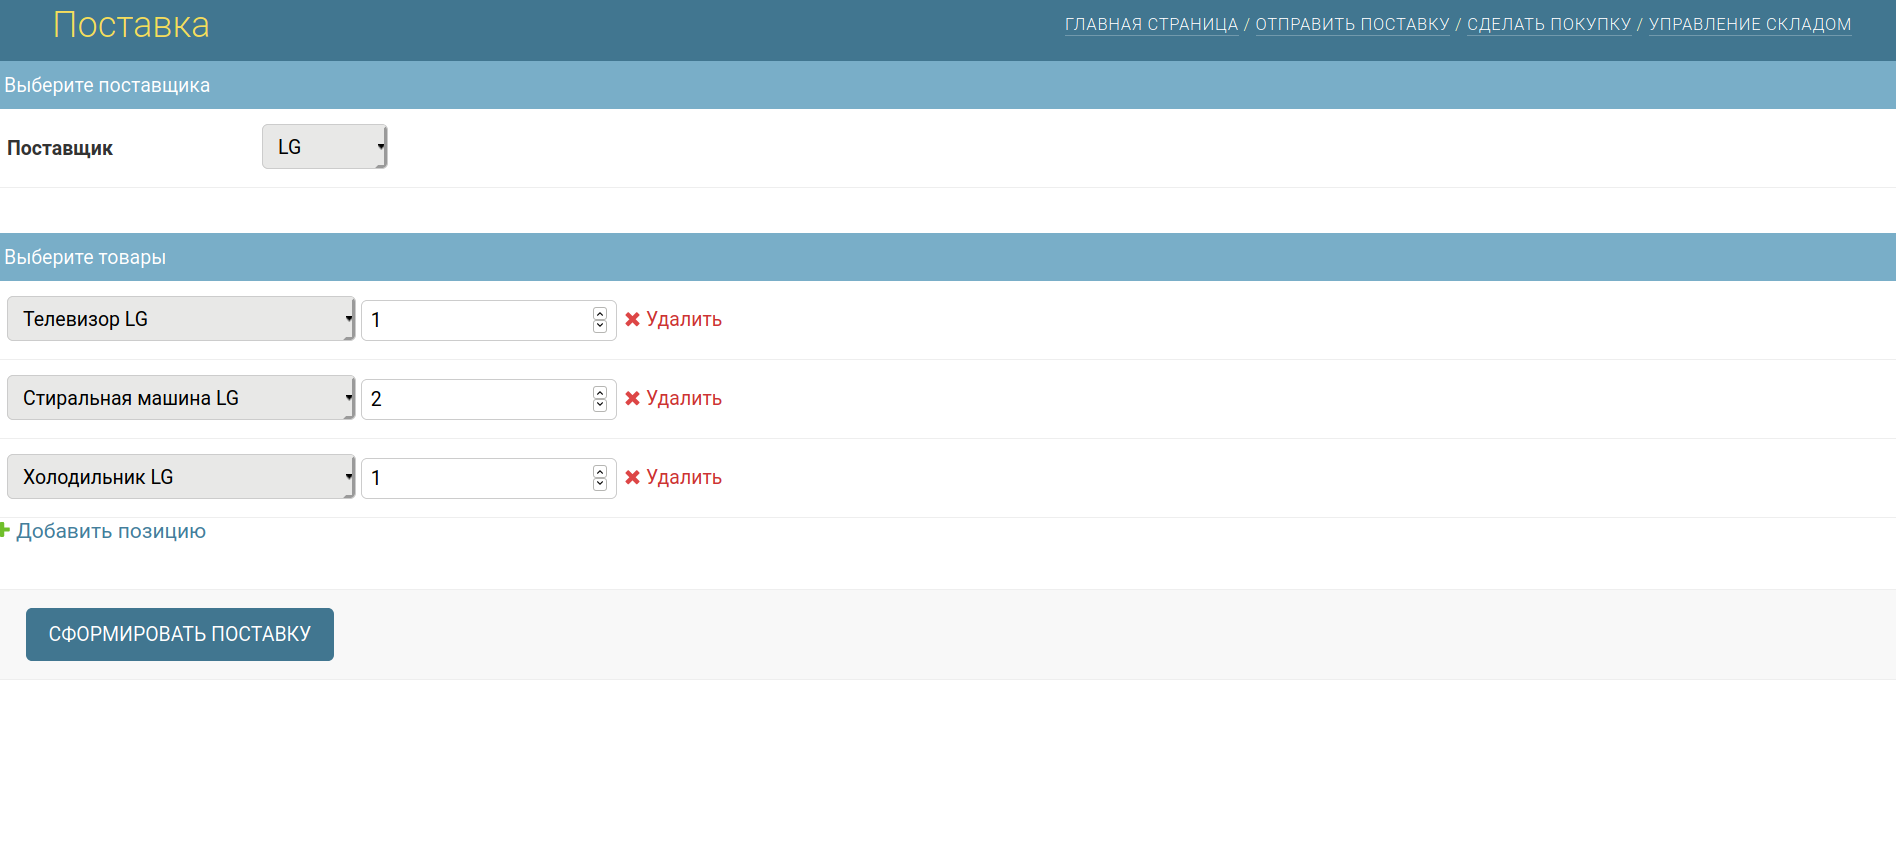 Поставка
ГЛАВНАЯ СТРАНИЦА / ОТПРАВИТЬ ПОСТАВКУ / СДЕЛАТЬ ПОКУПКУ / УПРАВЛЕНИЕ СКЛАДОМ
Выберите поставщика
Поставщик LG
Выберите товары
Телевизор LG 1 Удалить
Стиральная машина LG 2 Удалить
Холодильник LG 1 Удалить
Добавить позицию
СФОРМИРОВАТЬ ПОСТАВКУ